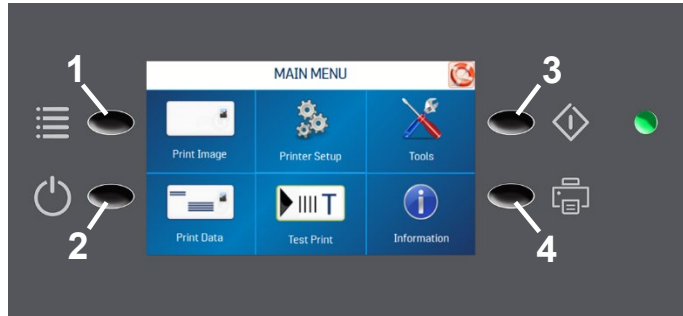 1
MAIN MENU
3
Print Image
Printer Setup
Tools
T
2
Print Data
Test Print
Information
4